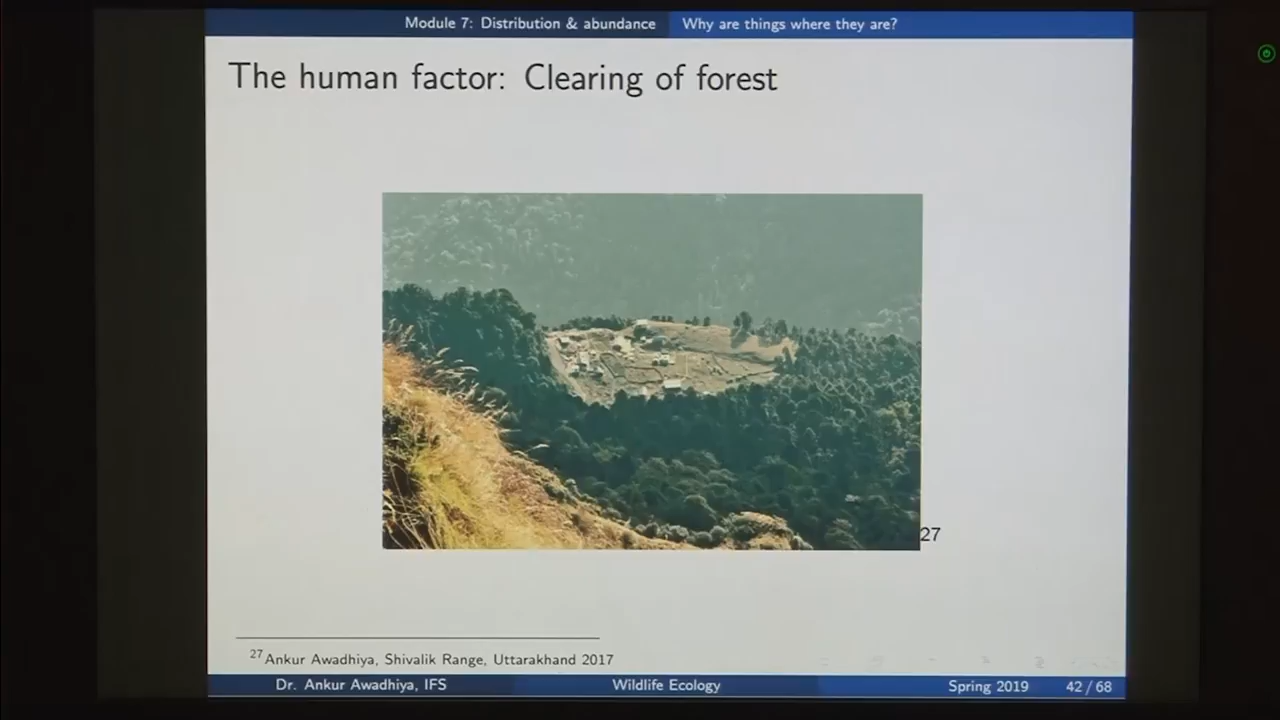 Module 7: Distribution & abundance Why are things where they are?
The human factor: Clearing of forest
27
27 Ankur Awadhiya, Shivalik Range, Uttarakhand 2017
Dr. Ankur Awadhiya, IFS Wildlife Ecology Spring 2019 42 / 68